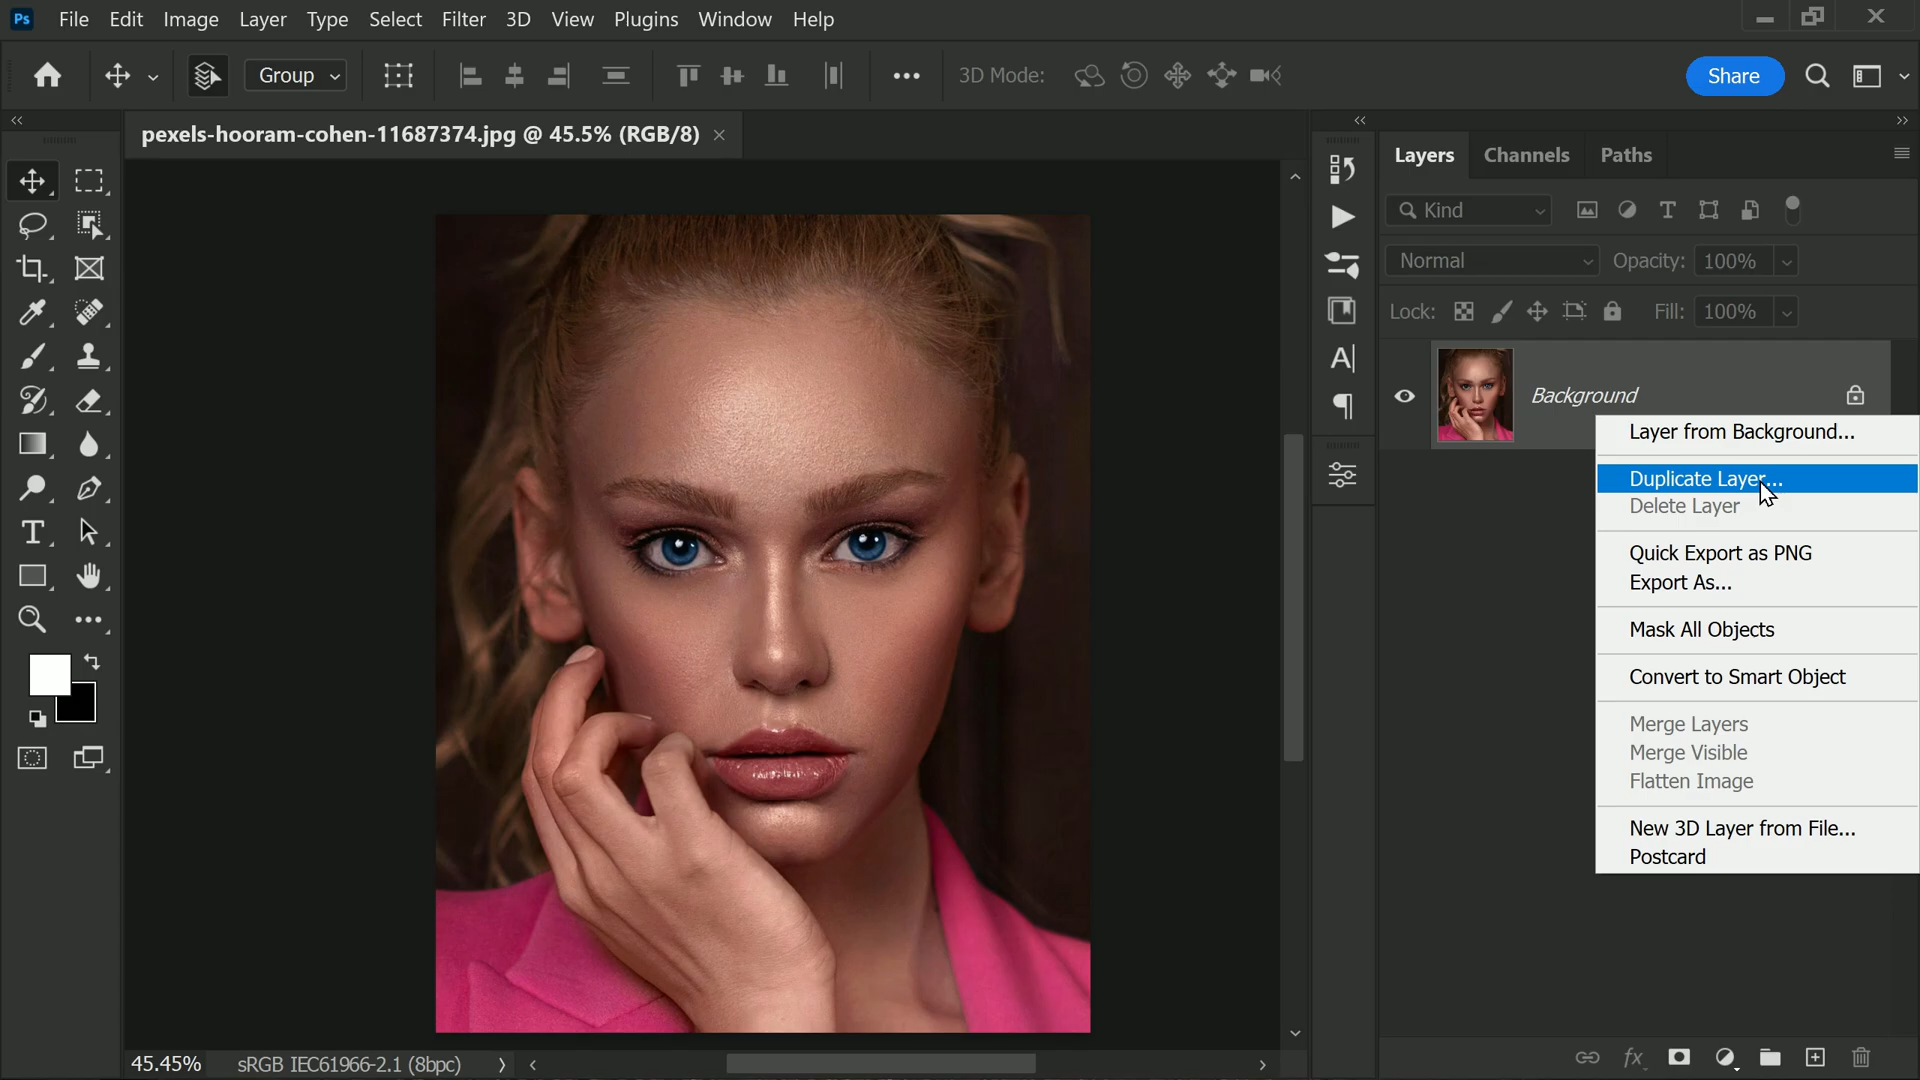 Ps File Edit Image Layer Type Select Filter 3D View Plugins Window Help
Group 3D Mode: Share
pexels-hooram-cohen-11687374.jpg @ 45.5% (RGB/8)
Layers Channels Paths
Kind
Normal Opacity: 100%
Lock: Fill: 100%
Background
Layer from Background...
Duplicate Layer...
Delete Layer
Quick Export as PNG
Export As...
Mask All Objects
Convert to Smart Object
Merge Layers
Merge Visible
Flatten Image
New 3D Layer from File...
Postcard
45.45% sRGB IEC61966-2.1 (8bpc)
fx